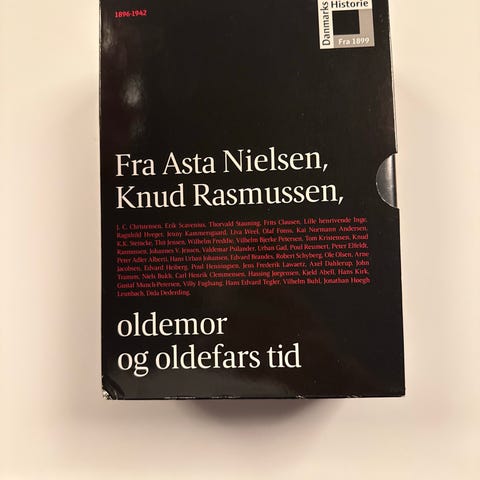 1896-1942
Danmarks
Historie
Fra 1899
Fra Asta Nielsen,
Knud Rasmussen,
J. C. Christensen, Erik Scavenius, Thorvald Stauning, Frits Clausen, Lille henrivende Inge,
Ragnhild Hveger, Jenny Kammersgaard, Liva Weel, Olaf Fønss, Kai Normann Andersen,
K.K. Steincke, Thit Jensen, Wilhelm Freddie, Vilhelm Bjerke Petersen, Tom Kristensen, Knud
Rasmussen, Johannes V. Jensen, Valdemar Psilander, Urban Gad, Poul Reumert, Peter Elfeldt,
Peter Adler Alberti, Hans Urban Johansen, Edvard Brandes, Robert Schyberg, Ole Olsen, Arne
Jacobsen, Edvard Heiberg, Poul Henningsen, Jens Frederik Lawaetz, Axel Dahlerup, John
Tranum, Niels Bukh, Carl Henrik Clemmensen, Hassing Jørgensen, Kjeld Abell, Hans Kirk,
Gustaf Munch-Petersen, Villy Fuglsang, Hans Edvard Tegler, Vilhelm Buhl, Jonathan Høegh
Leunbach, Dida Dederding.
oldemor
og oldefars tid